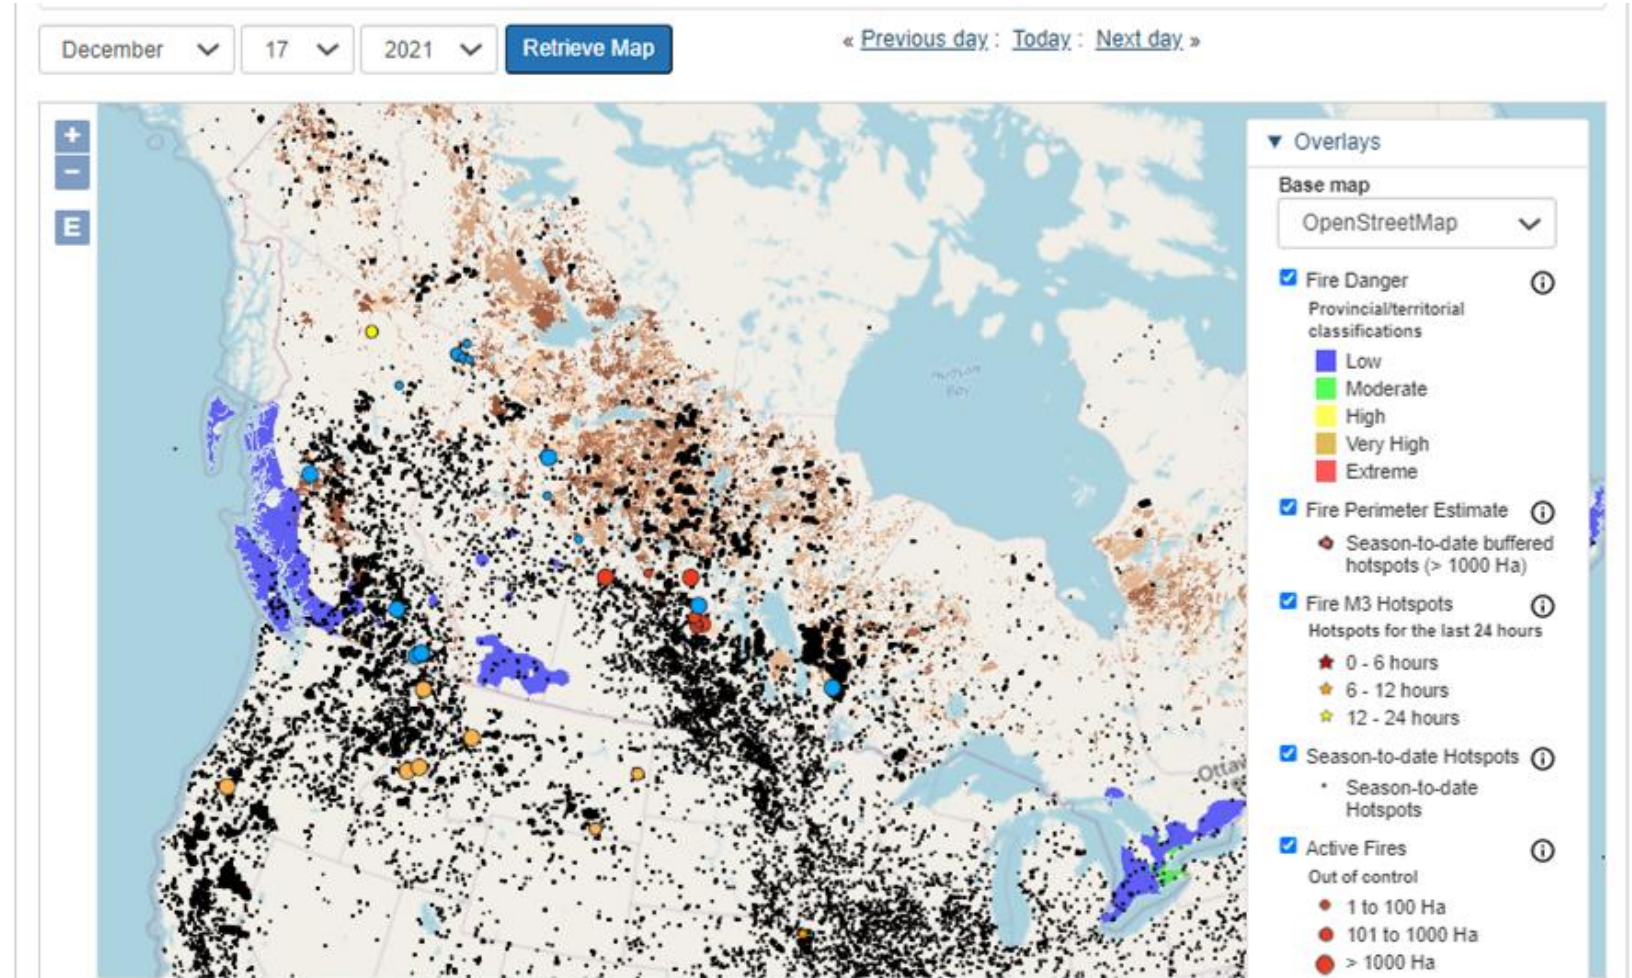 December 17 2021 Retrieve Map « Previous day : Today : Next day »
+
−
E
▼ Overlays
Base map
OpenStreetMap
Fire Danger
Provincial/territorial
classifications
Low
Moderate
High
Very High
Extreme
Fire Perimeter Estimate
Season-to-date buffered
hotspots (> 1000 Ha)
Fire M3 Hotspots
Hotspots for the last 24 hours
0 - 6 hours
6 - 12 hours
12 - 24 hours
Season-to-date Hotspots
Season-to-date
Hotspots
Active Fires
Out of control
1 to 100 Ha
101 to 1000 Ha
> 1000 Ha
Hudson
Bay
Ottaw